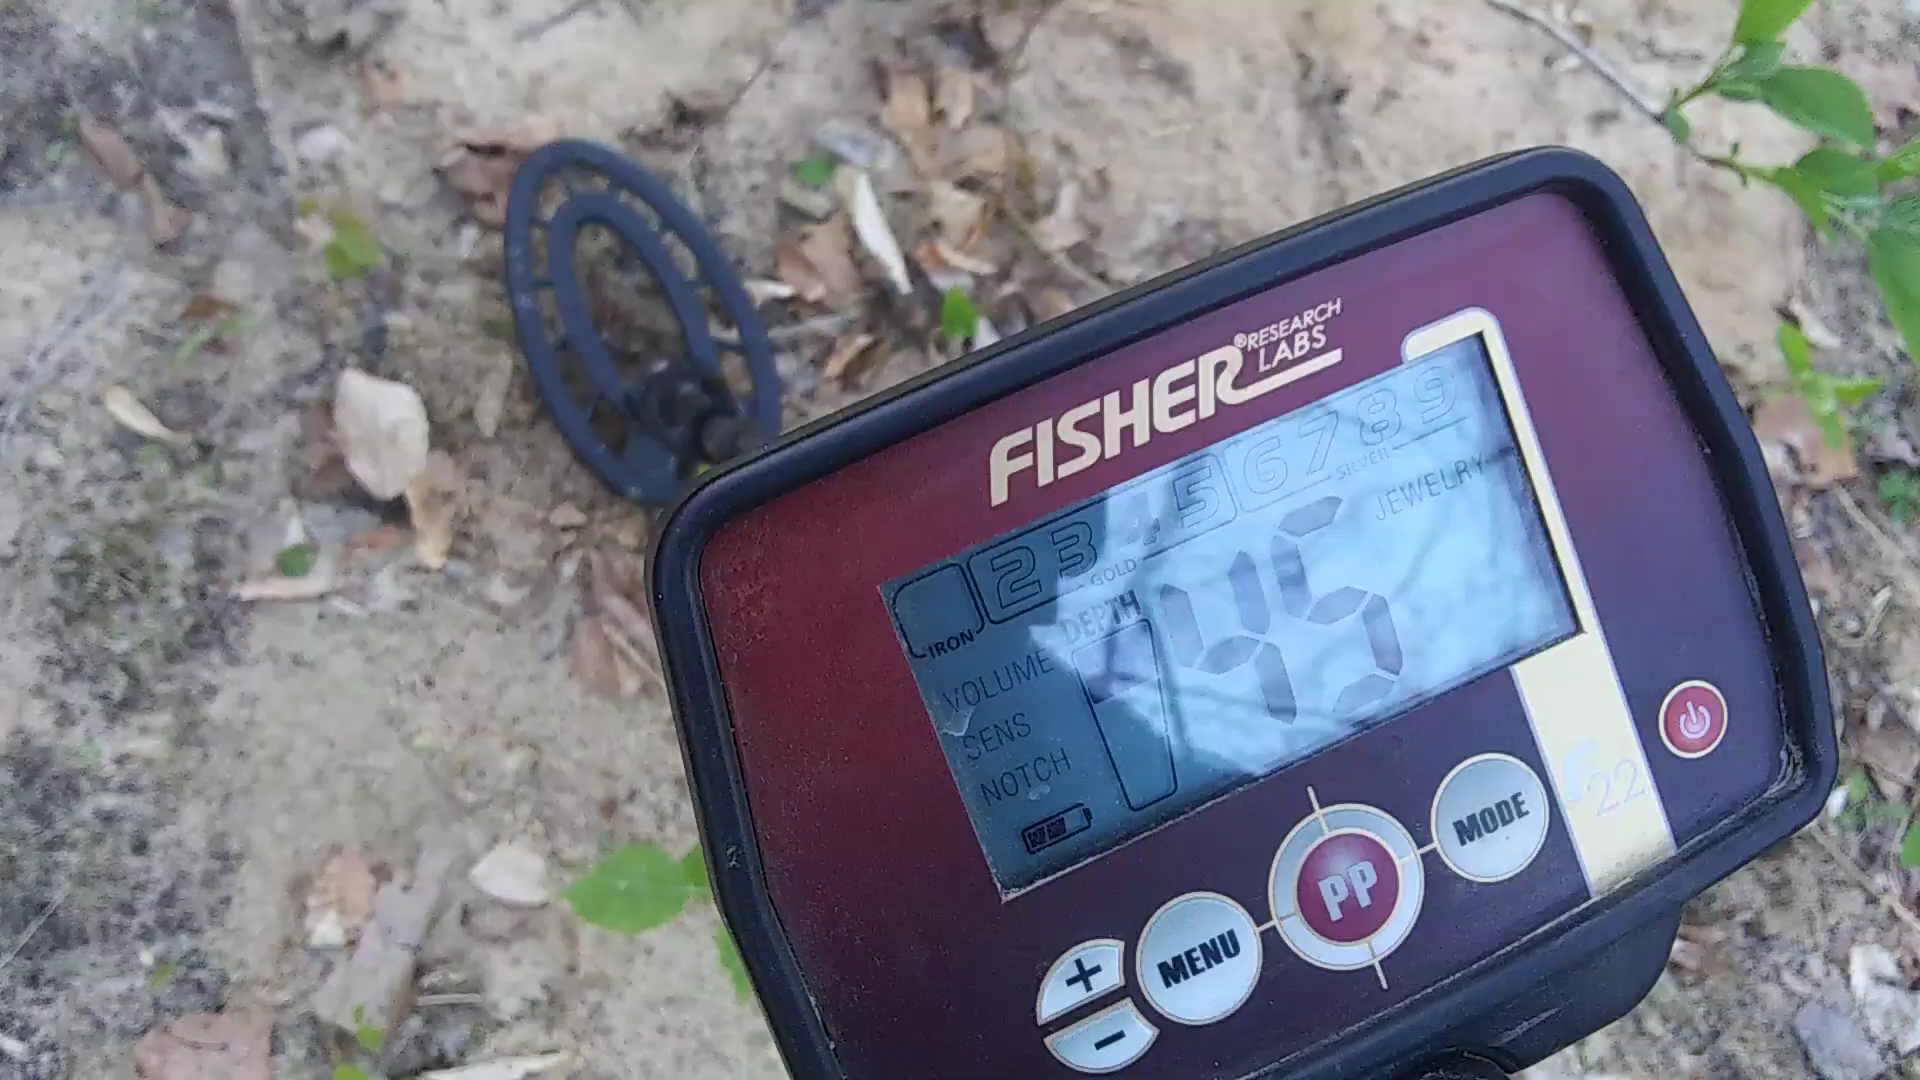 FISHER® RESEARCH LABS
2 3 4 5 6 7 8 9
IRON
GOLD
SILVER
JEWELRY
DEPTH
VOLUME
SENS
NOTCH
45
F22
+
-
MENU
PP
MODE